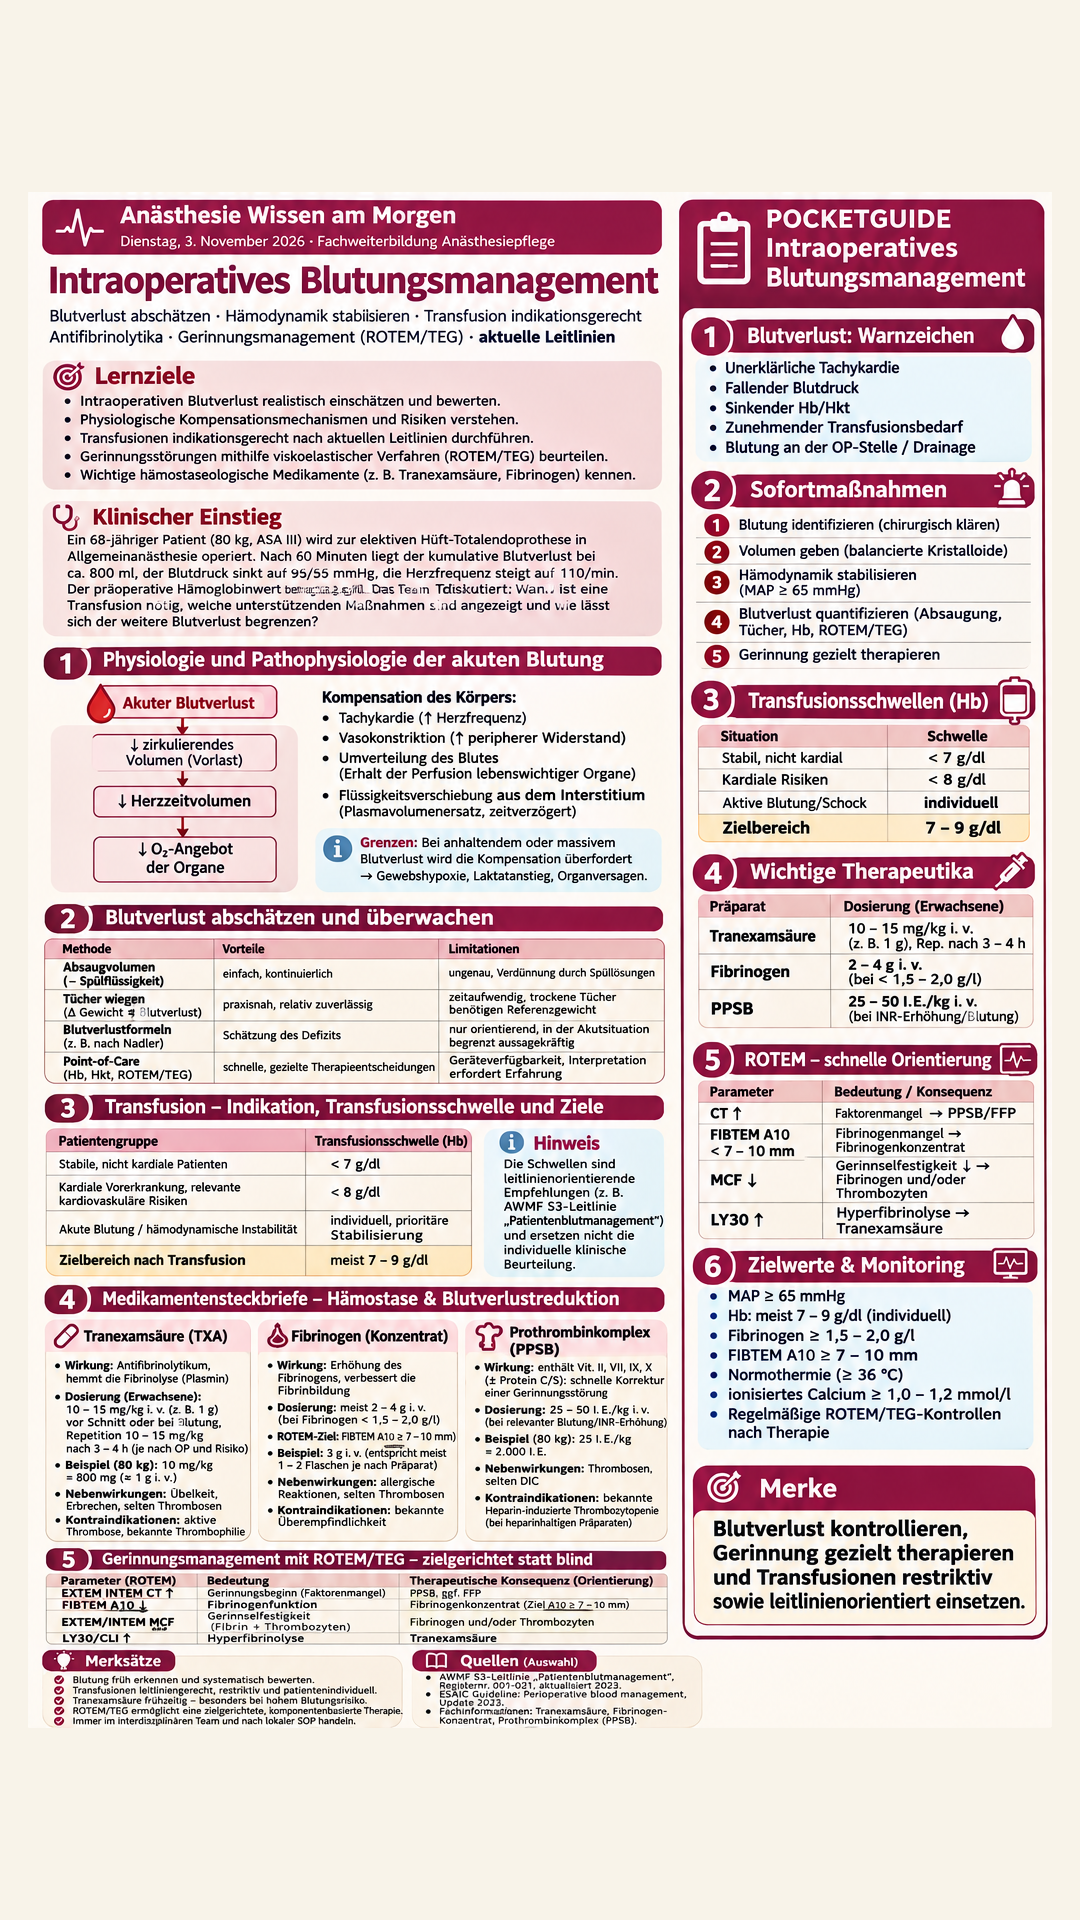 Anästhesie Wissen am Morgen
Dienstag, 3. November 2026 · Fachweiterbildung Anästhesiepflege
Intraoperatives Blutungsmanagement
Blutverlust abschätzen · Hämodynamik stabilisieren · Transfusion indikationsgerecht
Antifibrinolytika · Gerinnungsmanagement (ROTEM/TEG) · aktuelle Leitlinien
Lernziele
• Intraoperativen Blutverlust realistisch einschätzen und bewerten.
• Physiologische Kompensationsmechanismen und Risiken verstehen.
• Transfusionen indikationsgerecht nach aktuellen Leitlinien durchführen.
• Gerinnungsstörungen mithilfe viskoelastischer Verfahren (ROTEM/TEG) beurteilen.
• Wichtige hämostaseologische Medikamente (z. B. Tranexamsäure, Fibrinogen) kennen.
Klinischer Einstieg
Ein 68-jähriger Patient (80 kg, ASA III) wird zur elektiven Hüft-Totalendoprothese in
Allgemeinanästhesie operiert. Nach 60 Minuten liegt der kumulative Blutverlust bei
ca. 800 ml, der Blutdruck sinkt auf 95/55 mmHg, die Herzfrequenz steigt auf 110/min.
Der präoperative Hämoglobinwert Das Team Tdiskutiert: Wann ist eine
Transfusion nötig, welche unterstützenden Maßnahmen sind angezeigt und wie lässt
sich der weitere Blutverlust begrenzen?
1 Physiologie und Pathophysiologie der akuten Blutung
Akuter Blutverlust
↓ zirkulierendes
Volumen (Vorlast)
↓ Herzzeitvolumen
↓ O₂-Angebot
der Organe
Kompensation des Körpers:
• Tachykardie (↑ Herzfrequenz)
• Vasokonstriktion (↑ peripherer Widerstand)
• Umverteilung des Blutes
(Erhalt der Perfusion lebenswichtiger Organe)
• Flüssigkeitsverschiebung aus dem Interstitium
(Plasmavolumenersatz, zeitverzögert)
Grenzen: Bei anhaltendem oder massivem
Blutverlust wird die Kompensation überfordert
→ Gewebshypoxie, Laktatanstieg, Organversagen.
2 Blutverlust abschätzen und überwachen
Methode Vorteile Limitationen
Absaugvolumen
(– Spülflüssigkeit)
einfach, kontinuierlich
ungenau, Verdünnung durch Spüllösungen
Tücher wiegen
(Δ Gewicht Blutverlust)
praxisnah, relativ zuverlässig
zeitaufwendig, trockene Tücher
benötigen Referenzgewicht
Blutverlustformeln
(z. B. nach Nadler)
Schätzung des Defizits
nur orientierend, in der Akutsituation
begrenzt aussagekräftig
Point-of-Care
(Hb, Hkt, ROTEM/TEG)
schnelle, gezielte Therapieentscheidungen
Geräteverfügbarkeit, Interpretation
erfordert Erfahrung
3 Transfusion – Indikation, Transfusionsschwelle und Ziele
Patientengruppe Transfusionsschwelle (Hb)
Stabile, nicht kardiale Patienten < 7 g/dl
Kardiale Vorerkrankung, relevante
kardiovaskuläre Risiken
< 8 g/dl
Akute Blutung / hämodynamische Instabilität
individuell, prioritäre
Stabilisierung
Zielbereich nach Transfusion meist 7 – 9 g/dl
Hinweis
Die Schwellen sind
leitlinienorientierende
Empfehlungen (z. B.
AWMF S3-Leitlinie
„Patientenblutmanagement“)
und ersetzen nicht die
individuelle klinische
Beurteilung.
4 Medikamentensteckbriefe – Hämostase & Blutverlustreduktion
Tranexamsäure (TXA)
• Wirkung: Antifibrinolytikum,
hemmt die Fibrinolyse (Plasmin)
• Dosierung (Erwachsene):
10 – 15 mg/kg i. v. (z. B. 1 g)
vor Schnitt oder bei Blutung,
Repetition 10 – 15 mg/kg
nach 3 – 4 h (je nach OP und Risiko)
• Beispiel (80 kg): 10 mg/kg
= 800 mg (≈ 1 g i. v.)
• Nebenwirkungen: Übelkeit,
Erbrechen, selten Thrombosen
• Kontraindikationen: aktive
Thrombose, bekannte Thrombophilie
Fibrinogen (Konzentrat)
• Wirkung: Erhöhung des
Fibrinogens, verbessert die
Fibrinbildung
• Dosierung: meist 2 – 4 g i. v.
(bei Fibrinogen < 1,5 – 2,0 g/l)
• ROTEM-Ziel: FIBTEM A10 ≥ 7 – 10 mm)
• Beispiel: 3 g i. v. (entspricht meist
1 – 2 Flaschen je nach Präparat)
• Nebenwirkungen: allergische
Reaktionen, selten Thrombosen
• Kontraindikationen: bekannte
Überempfindlichkeit
Prothrombinkomplex
(PPSB)
• Wirkung: enthält Vit. II, VII, IX, X
(± Protein C/S): schnelle Korrektur
einer Gerinnungsstörung
• Dosierung: 25 – 50 I. E./kg i. v.
(bei relevanter Blutung/INR-Erhöhung)
• Beispiel (80 kg): 25 I. E./kg
= 2.000 I. E.
• Nebenwirkungen: Thrombosen,
selten DIC
• Kontraindikationen: bekannte
Heparin-induzierte Thrombozytopenie
(bei heparinhaltigen Präparaten)
5 Gerinnungsmanagement mit ROTEM/TEG – zielgerichtet statt blind
Parameter (ROTEM) Bedeutung Therapeutische Konsequenz (Orientierung)
EXTEM INTEM CT ↑ Gerinnungsbeginn (Faktorenmangel) PPSB, ggf. FFP
FIBTEM A10 ↓ Fibrinogenfunktion Fibrinogenkonzentrat (Ziel A10 ≥ 7 – 10 mm)
EXTEM/INTEM MCF
Gerinnselfestigkeit
(Fibrin + Thrombozyten)
Fibrinogen und/oder Thrombozyten
LY30/CLI ↑ Hyperfibrinolyse Tranexamsäure
Merksätze
Blutung früh erkennen und systematisch bewerten.
Transfusionen leitliniengerecht, restriktiv und patientenindividuell.
Tranexamsäure frühzeitig – besonders bei hohem Blutungsrisiko.
ROTEM/TEG ermöglicht eine zielgerichtete, komponentenbasierte Therapie.
Immer im interdisziplinären Team und nach lokaler SOP handeln.
Quellen (Auswahl)
• AWMF S3-Leitlinie „Patientenblutmanagement“,
Registernr. 001-021, aktualisiert 2023.
• ESAIC Guideline: Perioperative blood management,
Update 2023.
• Fachinformationen: Tranexamsäure, Fibrinogen-
Konzentrat, Prothrombinkomplex (PPSB).
POCKETGUIDE
Intraoperatives
Blutungsmanagement
1 Blutverlust: Warnzeichen
• Unerklärliche Tachykardie
• Fallender Blutdruck
• Sinkender Hb/Hkt
• Zunehmender Transfusionsbedarf
• Blutung an der OP-Stelle / Drainage
2 Sofortmaßnahmen
1 Blutung identifizieren (chirurgisch klären)
2 Volumen geben (balancierte Kristalloide)
3 Hämodynamik stabilisieren
(MAP ≥ 65 mmHg)
4 Blutverlust quantifizieren (Absaugung,
Tücher, Hb, ROTEM/TEG)
5 Gerinnung gezielt therapieren
3 Transfusionsschwellen (Hb)
Situation Schwelle
Stabil, nicht kardial < 7 g/dl
Kardiale Risiken < 8 g/dl
Aktive Blutung/Schock individuell
Zielbereich 7 – 9 g/dl
4 Wichtige Therapeutika
Präparat Dosierung (Erwachsene)
Tranexamsäure
10 – 15 mg/kg i. v.
(z. B. 1 g), Rep. nach 3 – 4 h
Fibrinogen
2 – 4 g i. v.
(bei < 1,5 – 2,0 g/l)
PPSB
25 – 50 I. E./kg i. v.
(bei INR-Erhöhung/Blutung)
5 ROTEM – schnelle Orientierung
Parameter Bedeutung / Konsequenz
CT ↑ Faktorenmangel → PPSB/FFP
FIBTEM A10
< 7 – 10 mm
Fibrinogenmangel →
Fibrinogenkonzentrat
MCF ↓
Gerinnselfestigkeit ↓ →
Fibrinogen und/oder
Thrombozyten
LY30 ↑
Hyperfibrinolyse →
Tranexamsäure
6 Zielwerte & Monitoring
• MAP ≥ 65 mmHg
• Hb: meist 7 – 9 g/dl (individuell)
• Fibrinogen ≥ 1,5 – 2,0 g/l
• FIBTEM A10 ≥ 7 – 10 mm
• Normothermie (≥ 36 °C)
• ionisiertes Calcium ≥ 1,0 – 1,2 mmol/l
• Regelmäßige ROTEM/TEG-Kontrollen
nach Therapie
Merke
Blutverlust kontrollieren,
Gerinnung gezielt therapieren
und Transfusionen restriktiv
sowie leitlinienorientiert einsetzen.